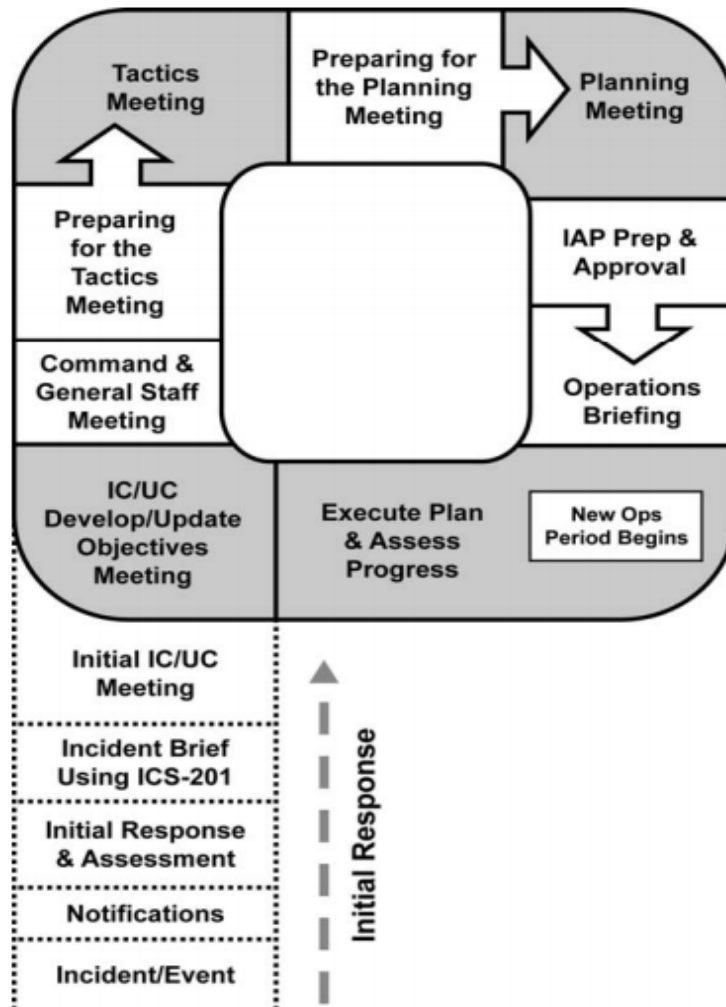 Tactics
Meeting
Preparing for
the Planning
Meeting
Planning
Meeting
Preparing
for the
Tactics
Meeting
IAP Prep &
Approval
Command &
General Staff
Meeting
Operations
Briefing
IC/UC
Develop/Update
Objectives
Meeting
Execute Plan
& Assess
Progress
New Ops
Period Begins
Initial IC/UC
Meeting
Incident Brief
Using ICS-201
Initial Response
& Assessment
Notifications
Incident/Event
Initial Response